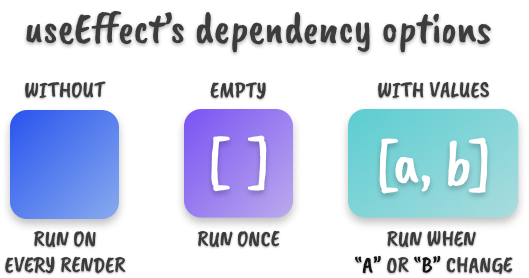 useEffect's dependency options
WITHOUT
EMPTY
WITH VALUES
[ ]
[a, b]
RUN ON
EVERY RENDER
RUN ONCE
RUN WHEN
"A" OR "B" CHANGE